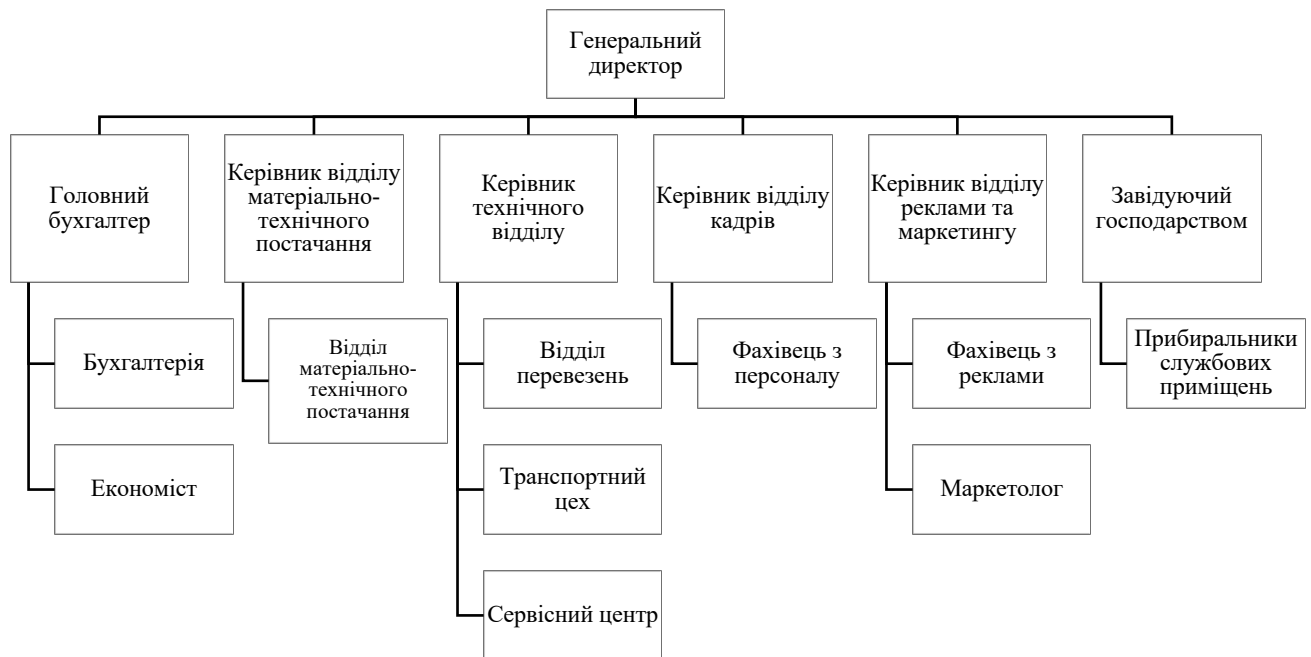 Генеральний
директор
Головний
бухгалтер
Керівник відділу
матеріально-
технічного
постачання
Керівник
технічного
відділу
Керівник відділу
кадрів
Керівник відділу
реклами та
маркетингу
Завідуючий
господарством
Бухгалтерія
Відділ
матеріально-
технічного
постачання
Відділ
перевезень
Фахівець з
персоналу
Фахівець з
реклами
Прибиральники
службових
приміщень
Економіст
Транспортний
цех
Маркетолог
Сервісний центр